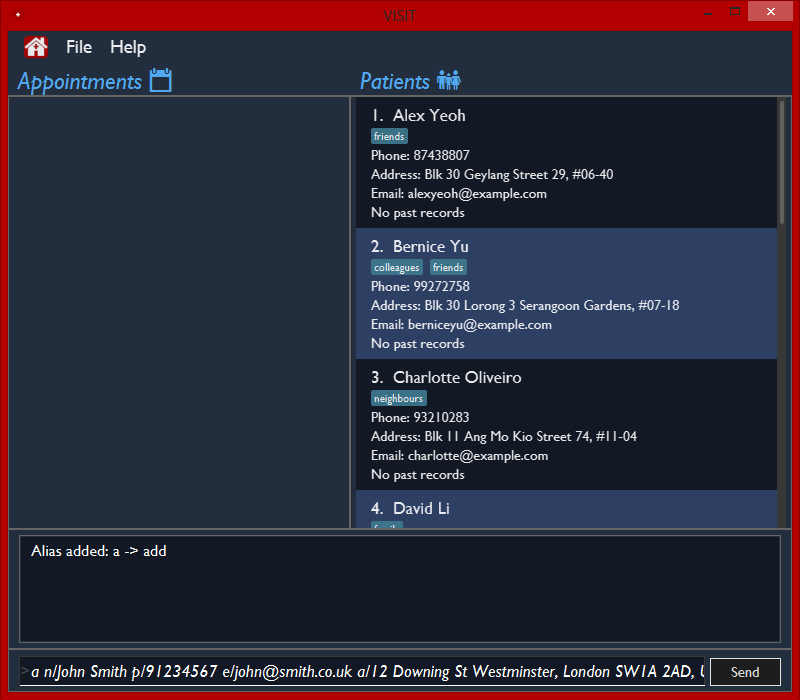 VISIT
File Help
Appointments
Patients
1. Alex Yeoh
friends
Phone: 87438807
Address: Blk 30 Geylang Street 29, #06-40
Email: alexyeoh@example.com
No past records
2. Bernice Yu
colleagues friends
Phone: 99272758
Address: Blk 30 Lorong 3 Serangoon Gardens, #07-18
Email: berniceyu@example.com
No past records
3. Charlotte Oliveiro
neighbours
Phone: 93210283
Address: Blk 11 Ang Mo Kio Street 74, #11-04
Email: charlotte@example.com
No past records
4. David Li
Alias added: a -> add
>a n/John Smith p/91234567 e/john@smith.co.uk a/12 Downing St Westminster, London SW1A 2AD,
Send